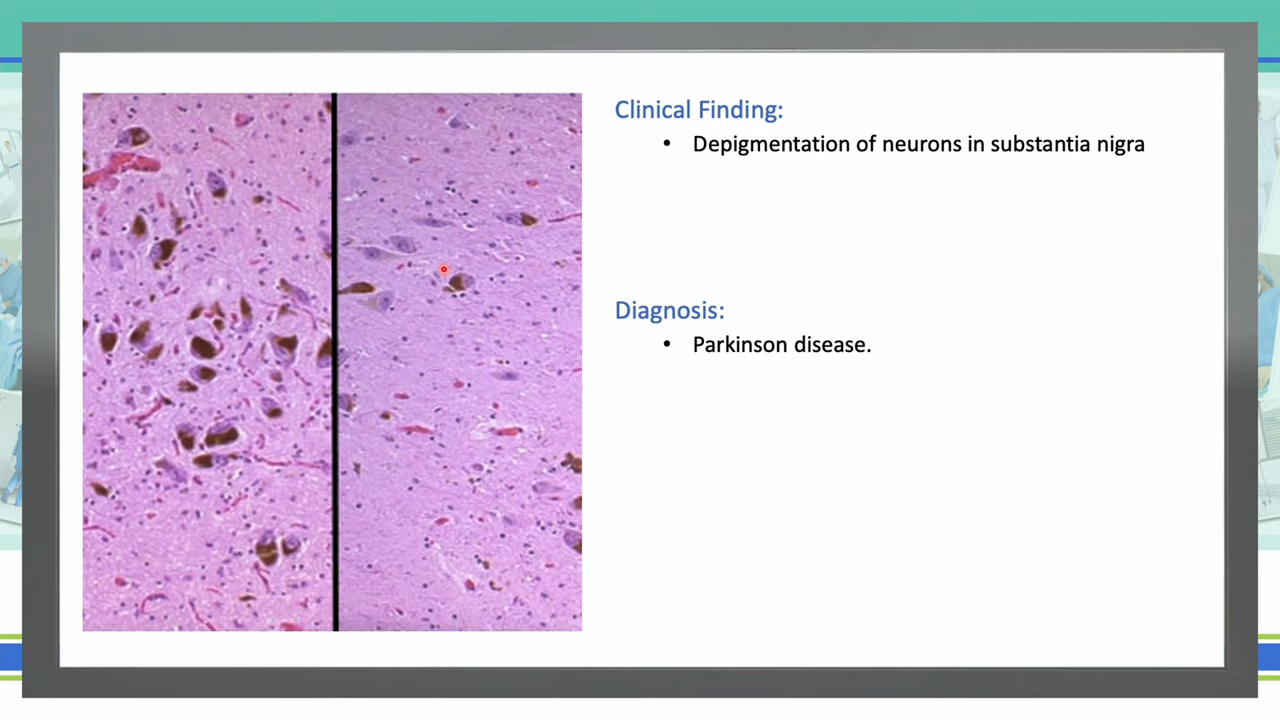 Clinical Finding:
• Depigmentation of neurons in substantia nigra
Diagnosis:
• Parkinson disease.